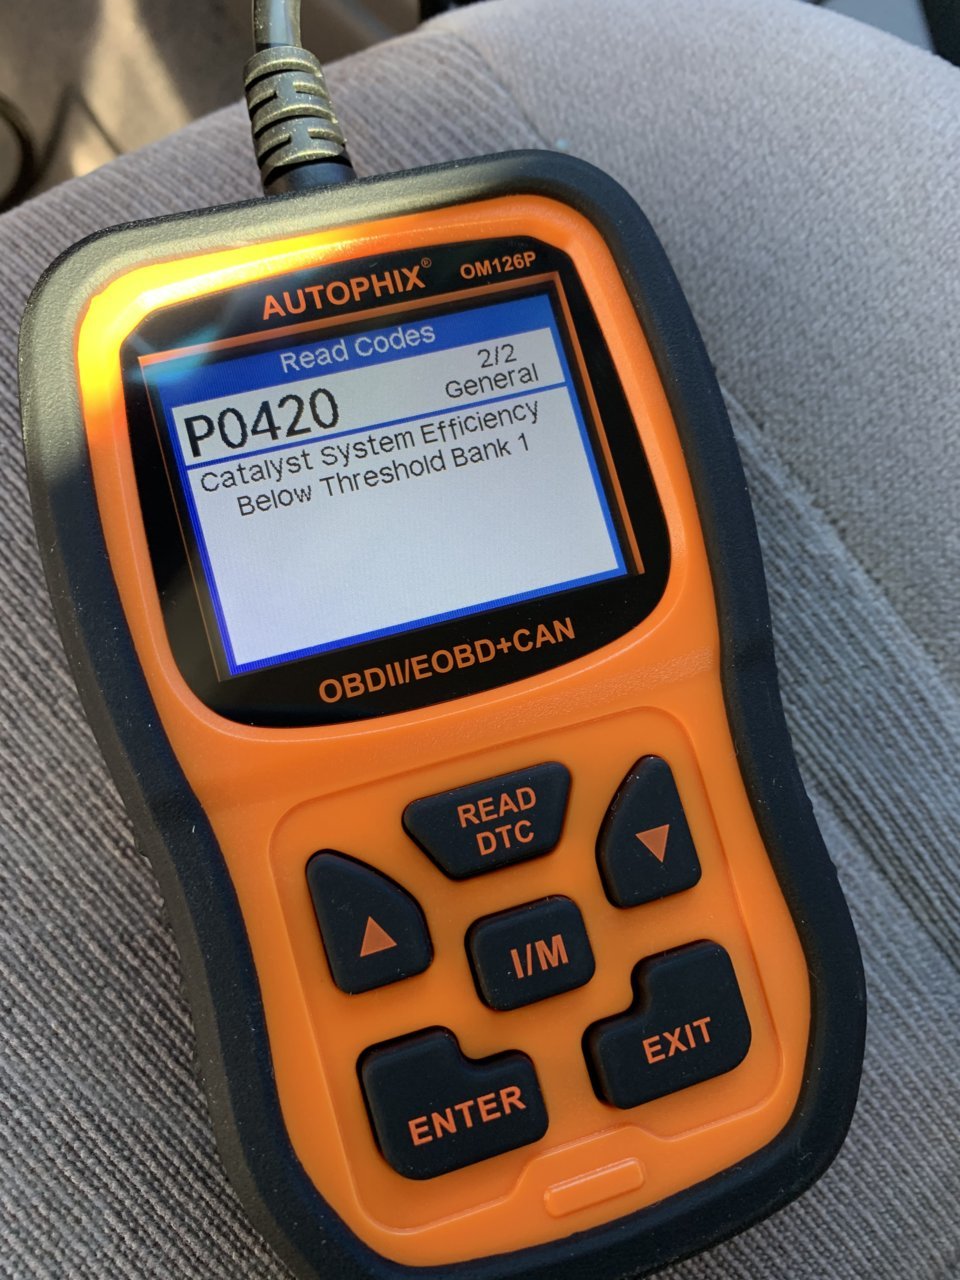 AUTOPHIX® OM126P
Read Codes
P0420
2/2
General
Catalyst System Efficiency
Below Threshold Bank 1
OBDII/EOBD+CAN
READ
DTC
▲
▼
I/M
ENTER
EXIT